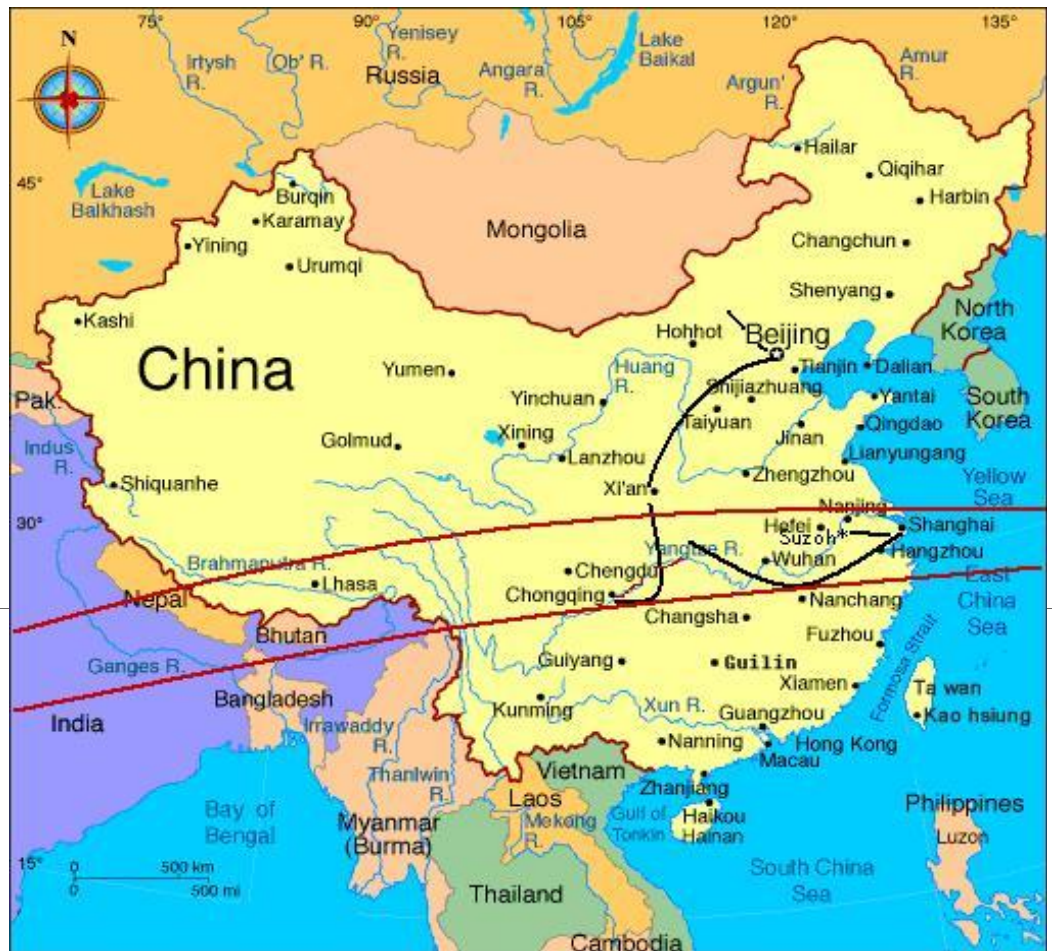 75°
90°
105°
120°
135°
N
Irtysh
R.
Ob' R.
Yenisey
R.
Russia
Angara
R.
Lake
Baikal
Argun'
R.
Amur
R.
45°
Lake
Balkhash
Burqin
Karamay
Yining
Urumqi
Mongolia
Hailar
Qiqihar
Harbin
Changchun
Shenyang
Kashi
China
Yumen
Hohhot
Beijing
Tianjin
Dalian
North
Korea
South
Korea
Pak.
Huang
R.
Shijiazhuang
Taiyuan
Yantai
Qingdao
Yinchuan
Xining
Golmud
Lanzhou
Jinan
Lianyungang
Zhengzhou
Indus
R.
Shiquanhe
Xi'an
Yellow
Sea
30°
Nanjing
Hefei
Shanghai
Suzoh*
Hangzhou
Brahmaputra R.
Lhasa
Nepal
Chengdu
Yangtze R.
Wuhan
Chongqing
East
China
Sea
Nanchang
Changsha
Bhutan
Fuzhou
Ganges R.
Guiyang
Guilin
Xiamen
Formosa Strait
Ta wan
Kao hsiung
Bangladesh
India
Irrawaddy
R.
Kunming
Xun R.
Guangzhou
Nanning
Hong Kong
Macau
Thanlwin
R.
Vietnam
Zhanjiang
Laos
Mekong
R.
Gulf of
Tonkin
Haikou
Hainan
Philippines
Luzon
Bay of
Bengal
Myanmar
(Burma)
15°
0 500 km
0 500 mi
Thailand
South China
Sea
Cambodia